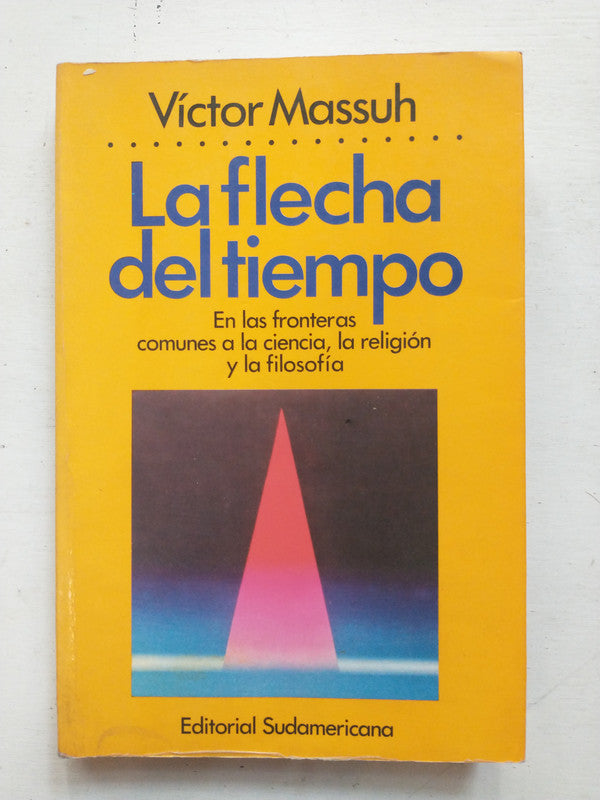 Víctor Massuh
La flecha
del tiempo
En las fronteras
comunes a la ciencia, la religión
y la filosofía
Editorial Sudamericana